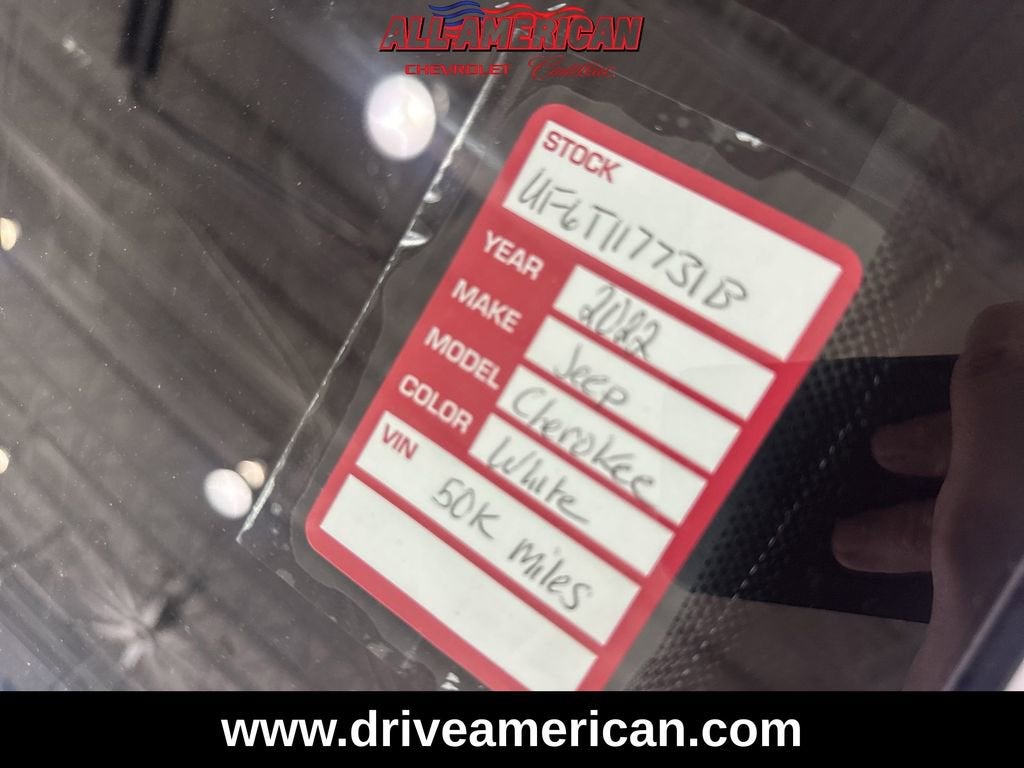 ALL-AMERICAN
CHEVROLET Cadillac
STOCK
UF6T117731B
YEAR 2022
MAKE Jeep
MODEL Cherokee
COLOR White
VIN
50K miles
www.driveamerican.com